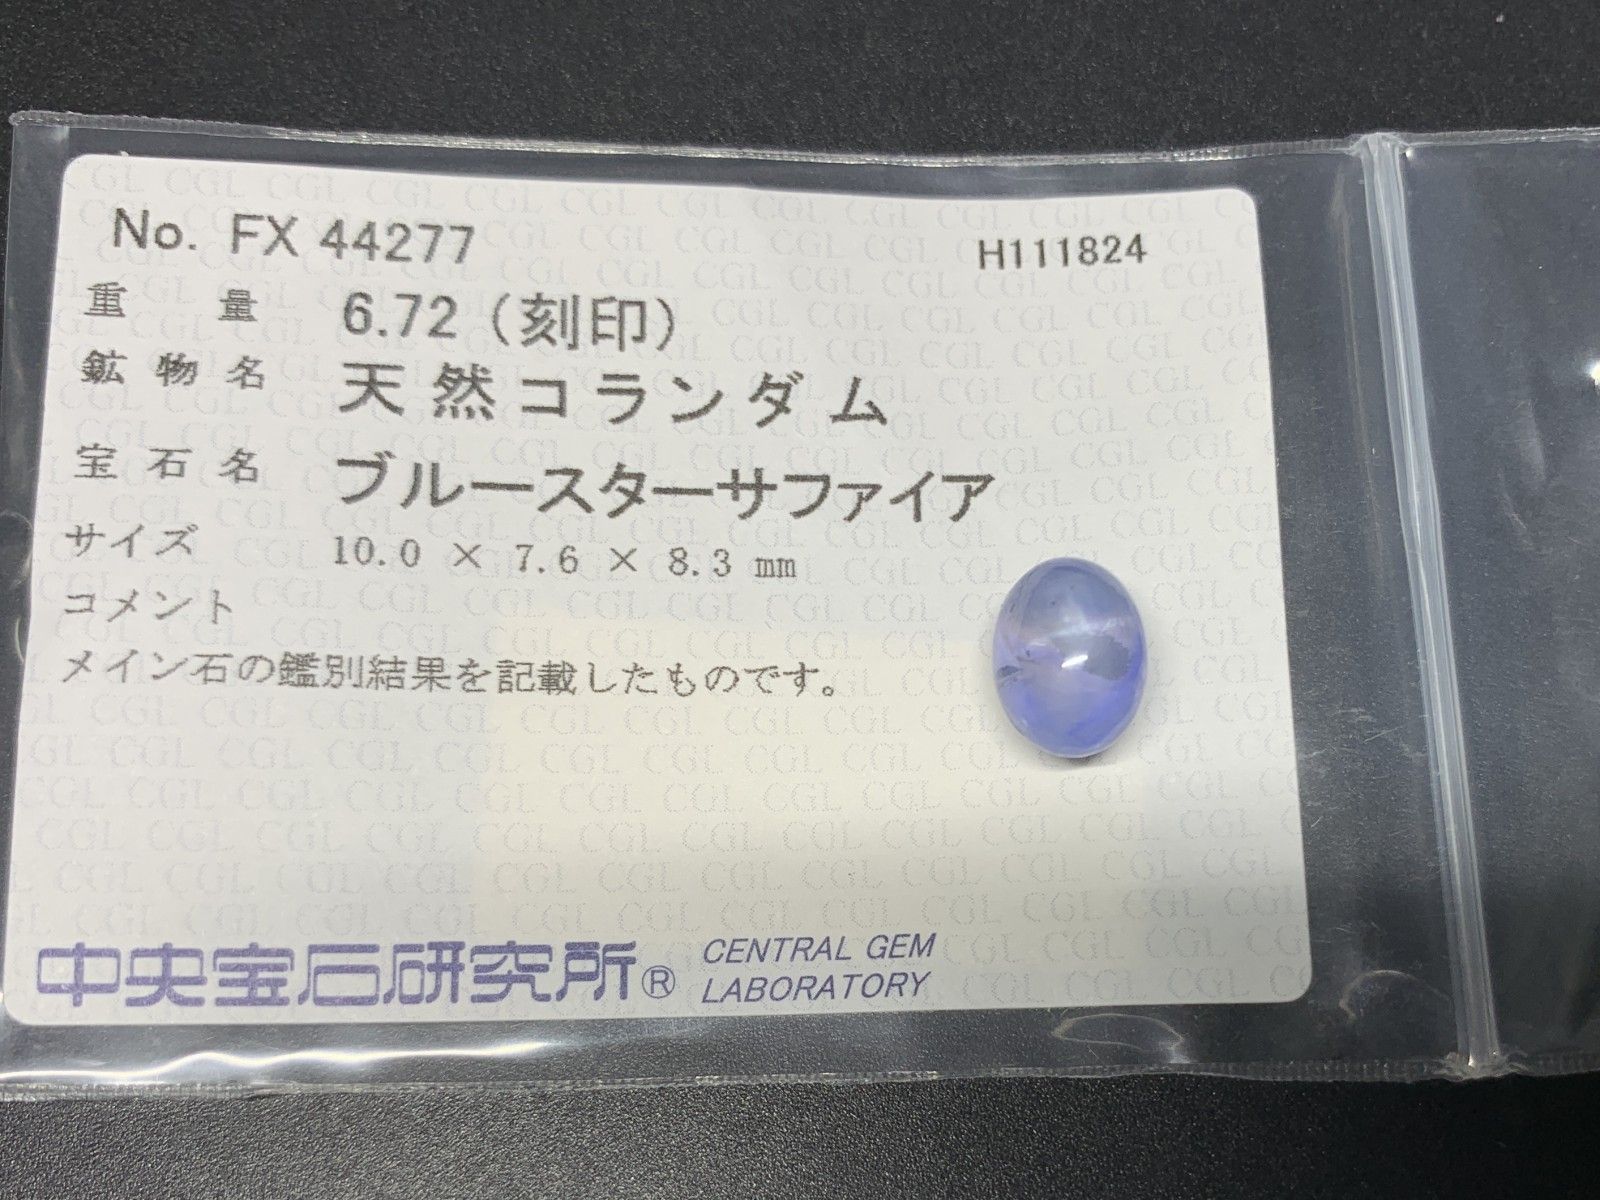 No. FX 44277
H111824
重量 6.72（刻印）
鉱物名 天然コランダム
宝石名 ブルースターサファイア
サイズ 10.0 × 7.6 × 8.3 mm
コメント
メイン石の鑑別結果を記載したものです。
中央宝石研究所® CENTRAL GEM
LABORATORY